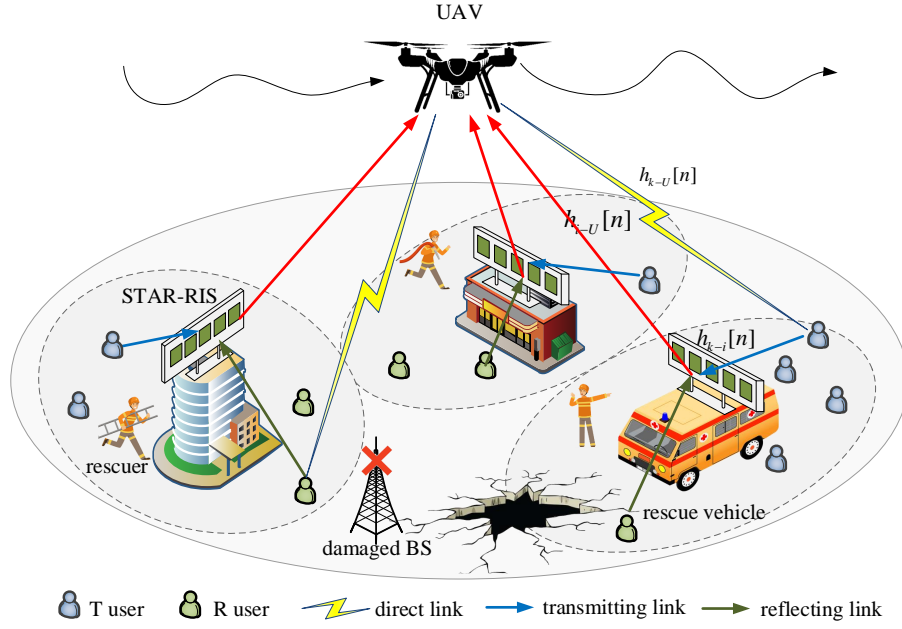 UAV
h_{k-U}[n]
h_{i-U}[n]
STAR-RIS
h_{k-i}[n]
rescuer
rescue vehicle
damaged BS
T user
R user
direct link
transmitting link
reflecting link